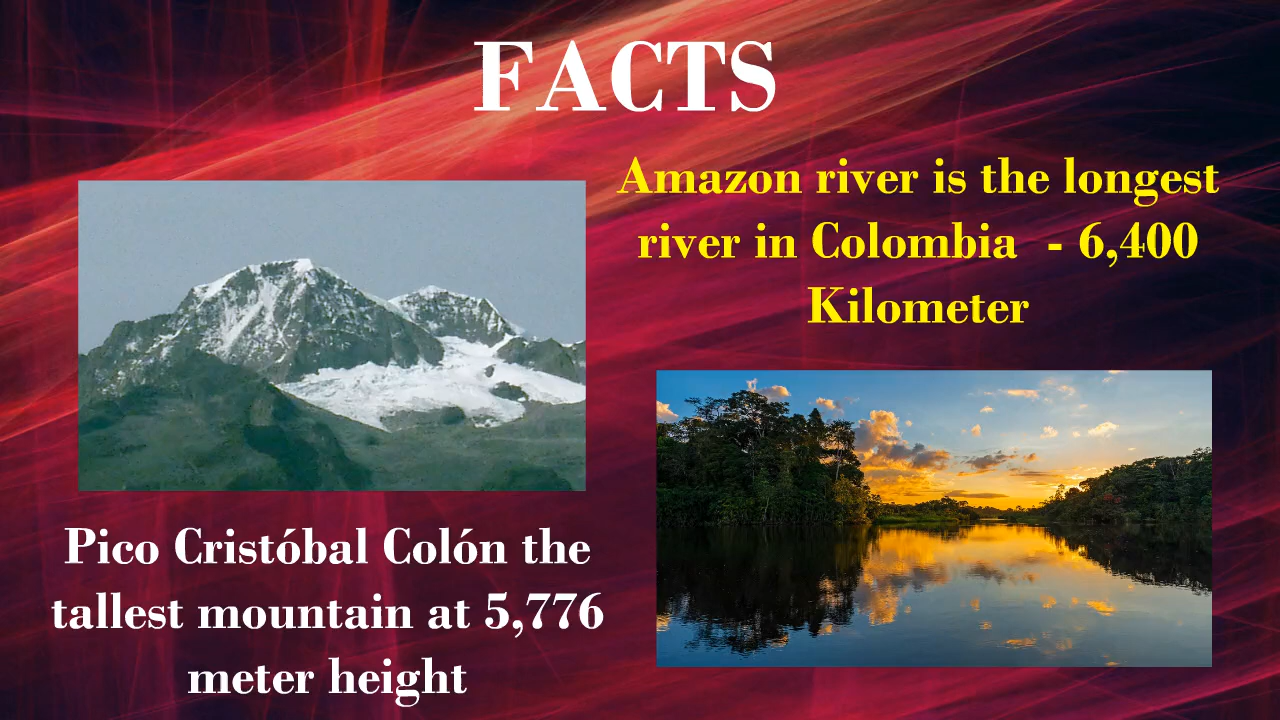 FACTS
Amazon river is the longest
river in Colombia - 6,400
Kilometer
Pico Cristóbal Colón the
tallest mountain at 5,776
meter height